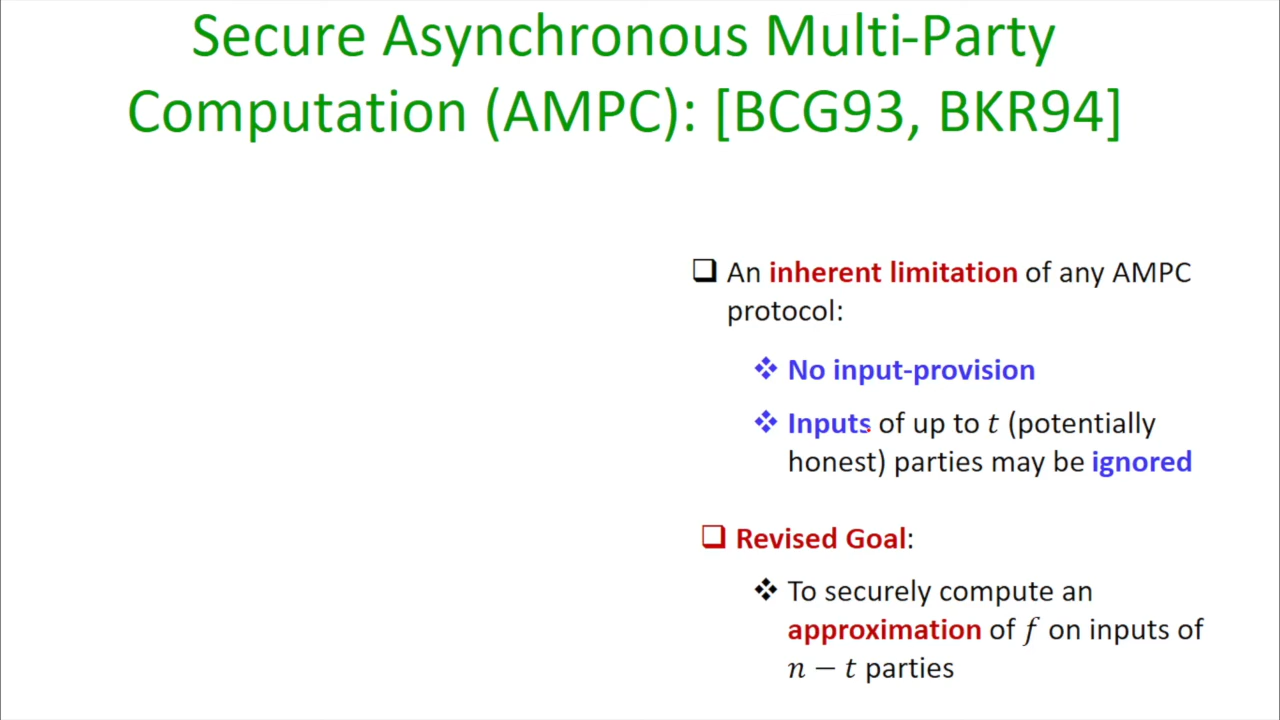 Secure Asynchronous Multi-Party
Computation (AMPC): [BCG93, BKR94]
❑ An inherent limitation of any AMPC
protocol:
❖ No input-provision
❖ Inputs of up to t (potentially
honest) parties may be ignored
❑ Revised Goal:
❖ To securely compute an
approximation of f on inputs of
n − t parties